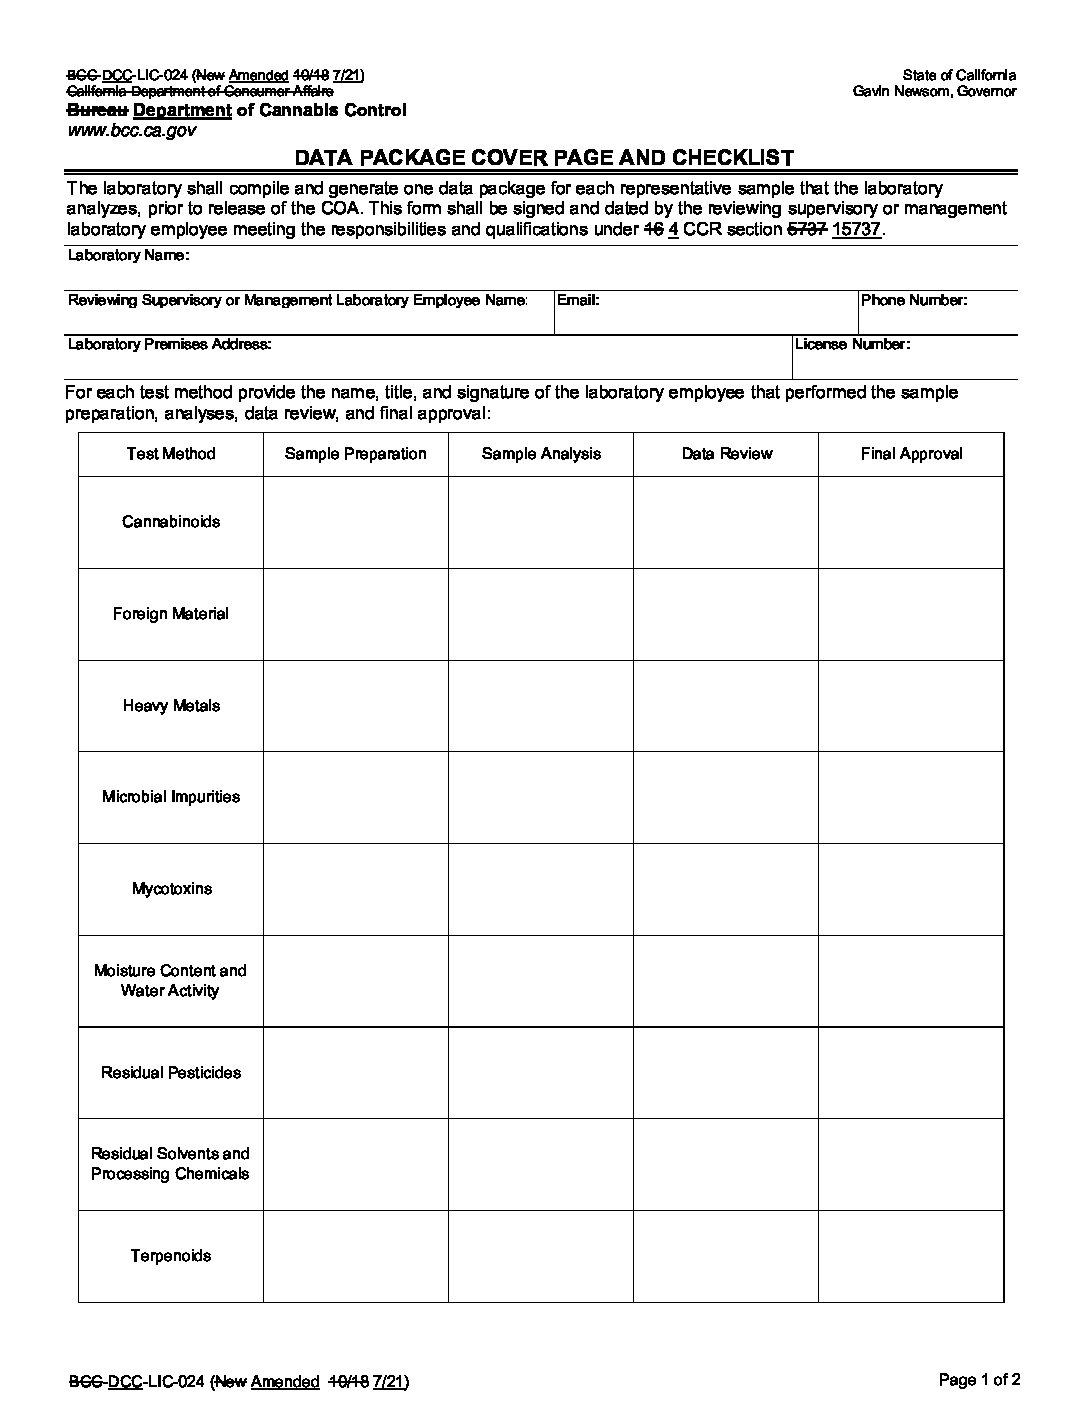 BCC-DCC-LIC-024 (New Amended 10/18 7/21)
State of California
California Department of Consumer Affairs
Gavin Newsom, Governor
Bureau Department of Cannabis Control
www.bcc.ca.gov
DATA PACKAGE COVER PAGE AND CHECKLIST
The laboratory shall compile and generate one data package for each representative sample that the laboratory
analyzes, prior to release of the COA. This form shall be signed and dated by the reviewing supervisory or management
laboratory employee meeting the responsibilities and qualifications under 16 4 CCR section 5737 15737.
Laboratory Name:
Reviewing Supervisory or Management Laboratory Employee Name: Email: Phone Number:
Laboratory Premises Address: License Number:
For each test method provide the name, title, and signature of the laboratory employee that performed the sample
preparation, analyses, data review, and final approval:
Test Method Sample Preparation Sample Analysis Data Review Final Approval
Cannabinoids
Foreign Material
Heavy Metals
Microbial Impurities
Mycotoxins
Moisture Content and
Water Activity
Residual Pesticides
Residual Solvents and
Processing Chemicals
Terpenoids
BCC-DCC-LIC-024 (New Amended 10/18 7/21)
Page 1 of 2